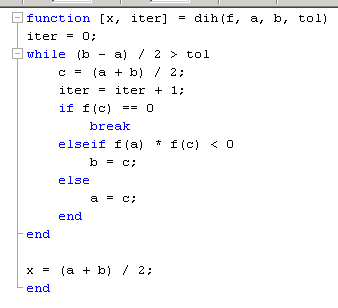 function [x, iter] = dih(f, a, b, tol)
iter = 0;
while (b - a) / 2 > tol
    c = (a + b) / 2;
    iter = iter + 1;
    if f(c) == 0
        break
    elseif f(a) * f(c) < 0
        b = c;
    else
        a = c;
    end
end

x = (a + b) / 2;
end